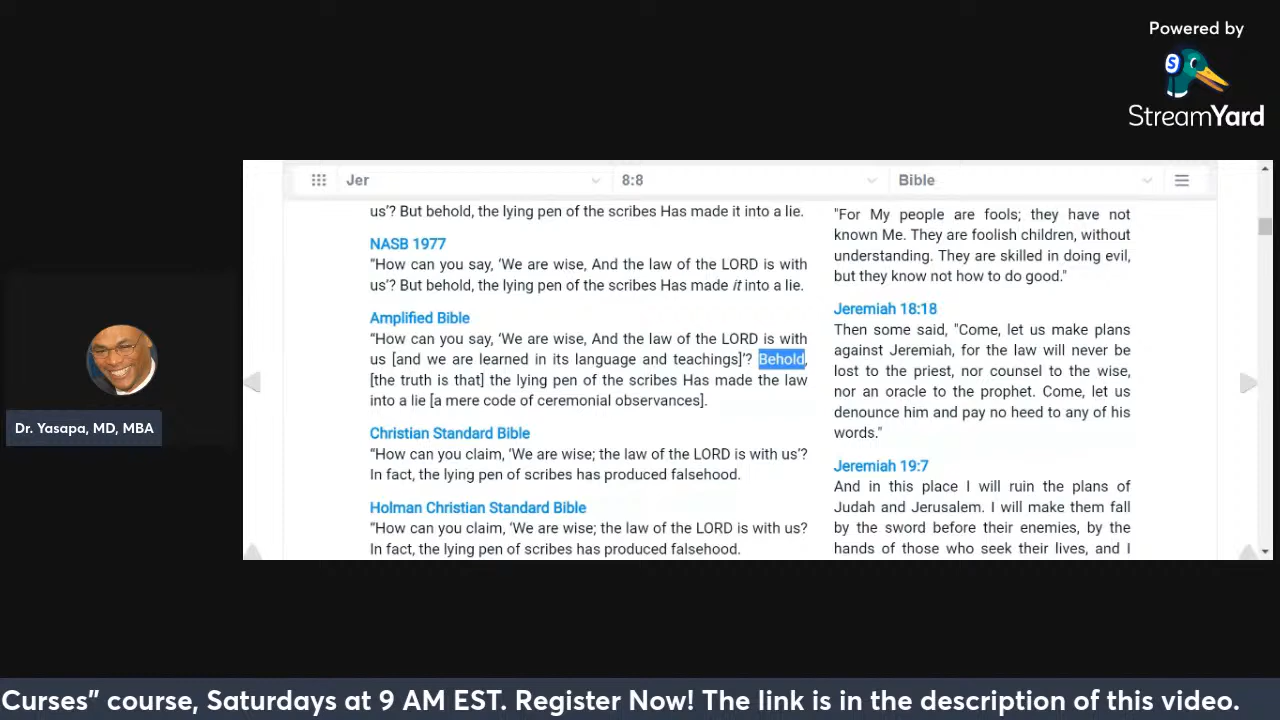 Powered by
StreamYard
Jer
8:8
Bible
us’? But behold, the lying pen of the scribes Has made it into a lie.
NASB 1977
“How can you say, ‘We are wise, And the law of the LORD is with
us’? But behold, the lying pen of the scribes Has made it into a lie.
Amplified Bible
“How can you say, ‘We are wise, And the law of the LORD is with
us [and we are learned in its language and teachings]’? Behold,
[the truth is that] the lying pen of the scribes Has made the law
into a lie [a mere code of ceremonial observances].
Christian Standard Bible
“How can you claim, ‘We are wise; the law of the LORD is with us’?
In fact, the lying pen of scribes has produced falsehood.
Holman Christian Standard Bible
“How can you claim, ‘We are wise; the law of the LORD is with us?
In fact, the lying pen of scribes has produced falsehood.
"For My people are fools; they have not
known Me. They are foolish children, without
understanding. They are skilled in doing evil,
but they know not how to do good."
Jeremiah 18:18
Then some said, "Come, let us make plans
against Jeremiah, for the law will never be
lost to the priest, nor counsel to the wise,
nor an oracle to the prophet. Come, let us
denounce him and pay no heed to any of his
words."
Jeremiah 19:7
And in this place I will ruin the plans of
Judah and Jerusalem. I will make them fall
by the sword before their enemies, by the
hands of those who seek their lives, and I
Dr. Yasapa, MD, MBA
Curses” course, Saturdays at 9 AM EST. Register Now! The link is in the description of this video.